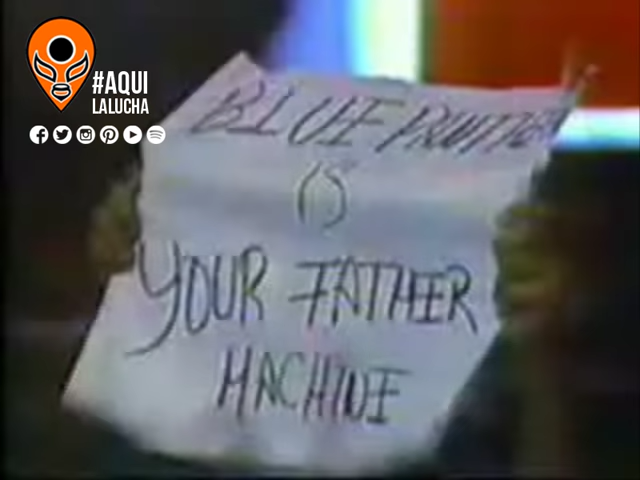 #AQUI
LALUCHA
BLUE PANTHER
IS
YOUR FATHER
MACHINE